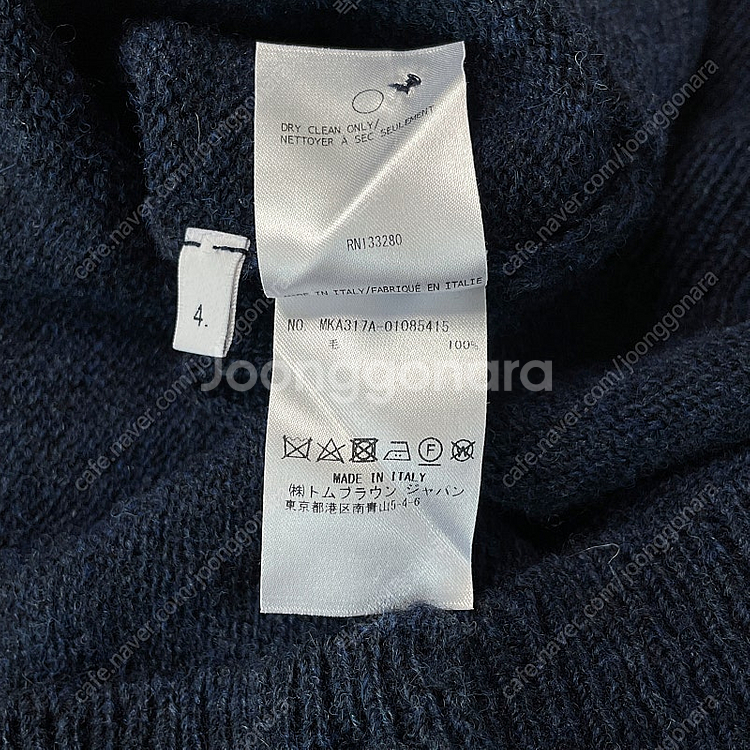 DRY CLEAN ONLY/
NETTOYER À SEC SEULEMENT
RN133280
MADE IN ITALY/FABRIQUÉ EN ITALIE
4.
NO. MKA317A-01085415
毛 100%
Joonggonara
F
W
MADE IN ITALY
㈱トムブラウン ジャパン
東京都港区南青山5-4-6
cafe.naver.com/joonggonara